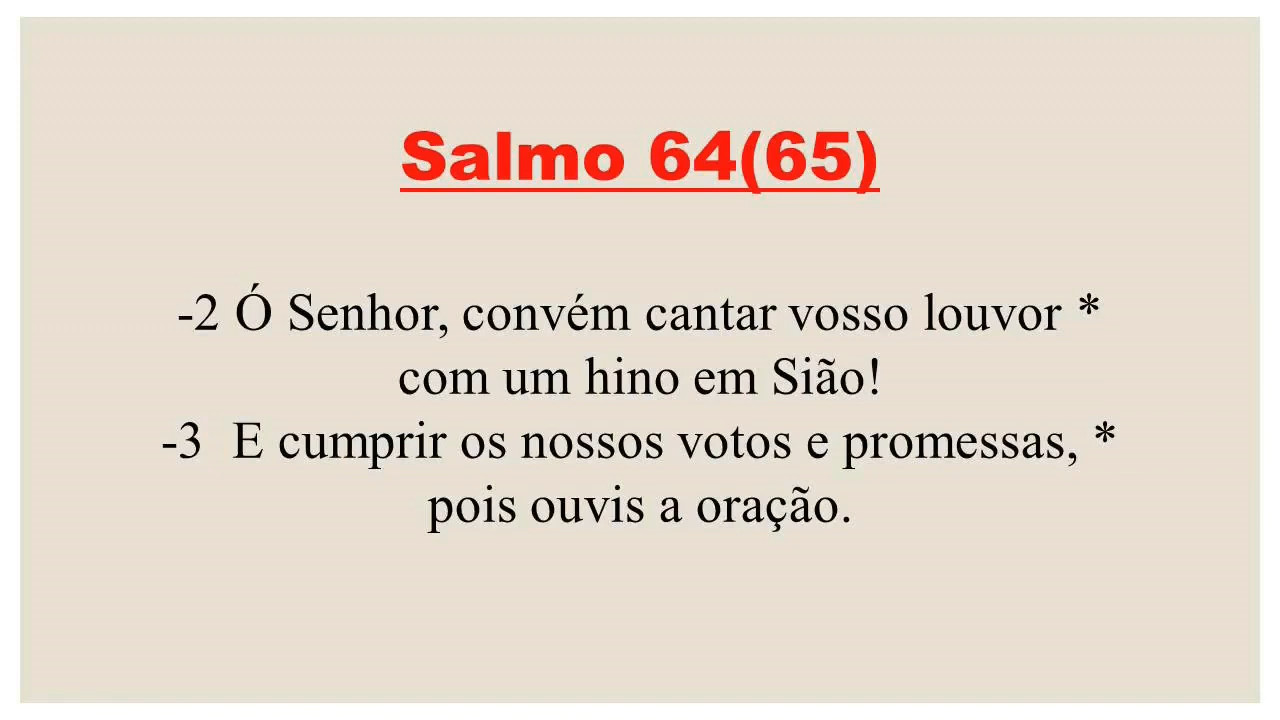 Salmo 64(65)
-2 Ó Senhor, convém cantar vosso louvor *
com um hino em Sião!
-3  E cumprir os nossos votos e promessas, *
pois ouvis a oração.